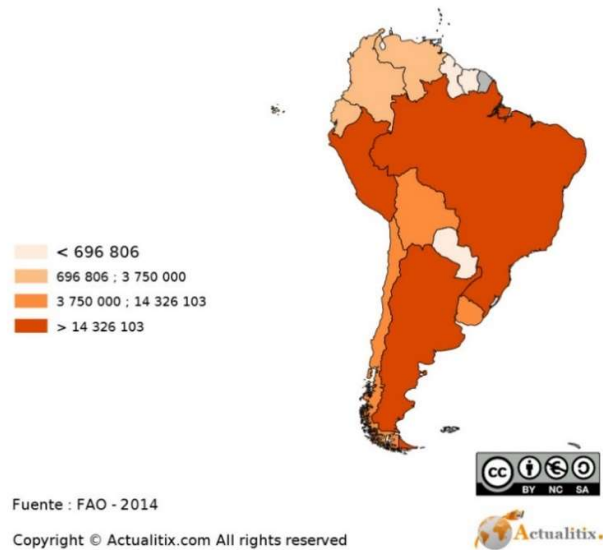 < 696 806
696 806 ; 3 750 000
3 750 000 ; 14 326 103
> 14 326 103
cc
BY NC SA
Fuente : FAO - 2014
Copyright © Actualitix.com All rights reserved
Actualitix.